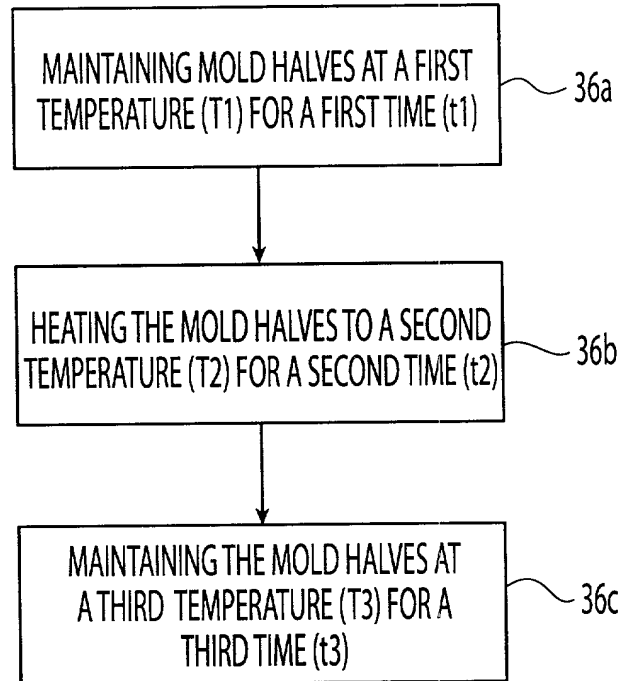 MAINTAINING MOLD HALVES AT A FIRST
TEMPERATURE (T1) FOR A FIRST TIME (t1)
36a
HEATING THE MOLD HALVES TO A SECOND
TEMPERATURE (T2) FOR A SECOND TIME (t2)
36b
MAINTAINING THE MOLD HALVES AT
A THIRD TEMPERATURE (T3) FOR A
THIRD TIME (t3)
36c